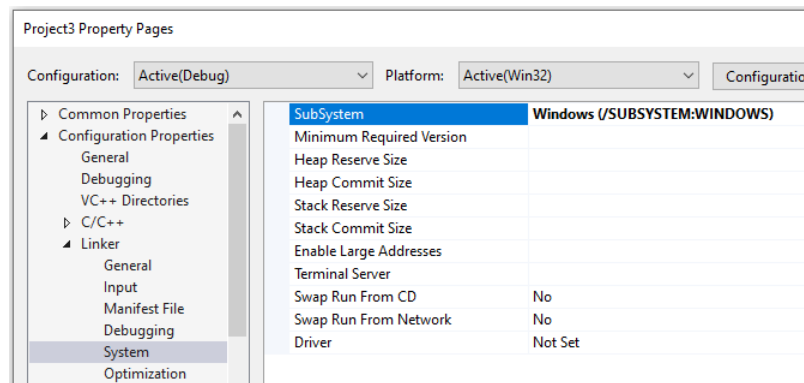 Project3 Property Pages
Configuration: Active(Debug) Platform: Active(Win32) Configuratio
Common Properties
Configuration Properties
General
Debugging
VC++ Directories
C/C++
Linker
General
Input
Manifest File
Debugging
System
Optimization
SubSystem Windows (/SUBSYSTEM:WINDOWS)
Minimum Required Version
Heap Reserve Size
Heap Commit Size
Stack Reserve Size
Stack Commit Size
Enable Large Addresses
Terminal Server
Swap Run From CD No
Swap Run From Network No
Driver Not Set